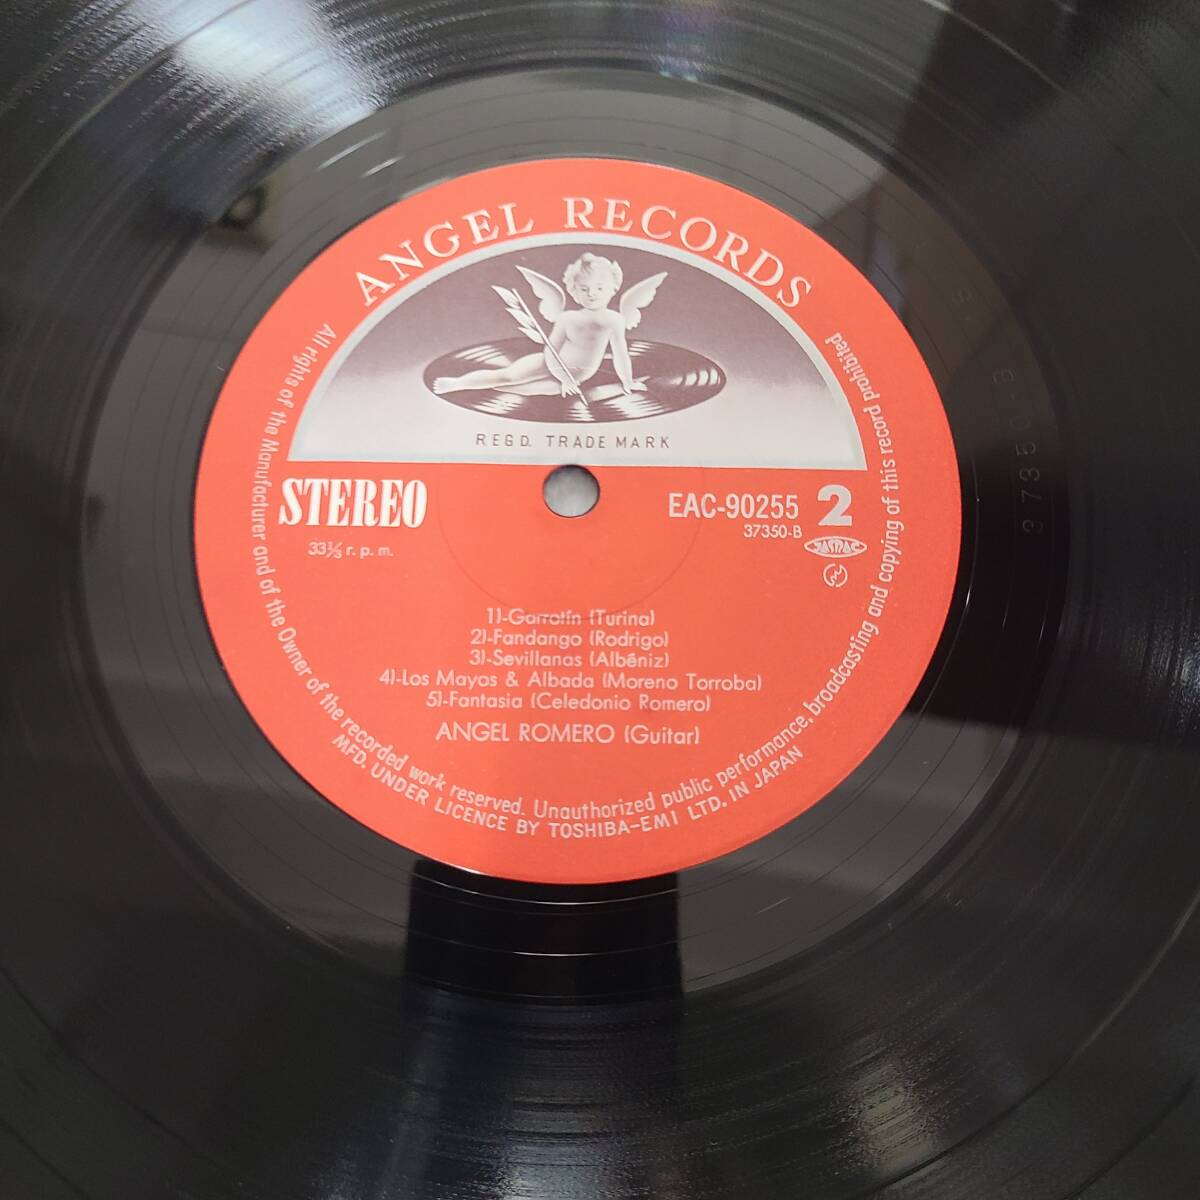 ANGEL RECORDS
REGD. TRADE MARK
STEREO
33⅓ r. p. m.
EAC-90255 2
37350-B
JASRAC
1)-Garrotín (Turina)
2)-Fandango (Rodrigo)
3)-Sevillanas (Albéniz)
4)-Los Mayos & Albada (Moreno Torroba)
5)-Fantasia (Celedonio Romero)
ANGEL ROMERO (Guitar)
All rights of the Manufacturer and of the Owner of the recorded work reserved. Unauthorized public performance, broadcasting and copying of this record prohibited
MFD. UNDER LICENCE BY TOSHIBA-EMI LTD. IN JAPAN